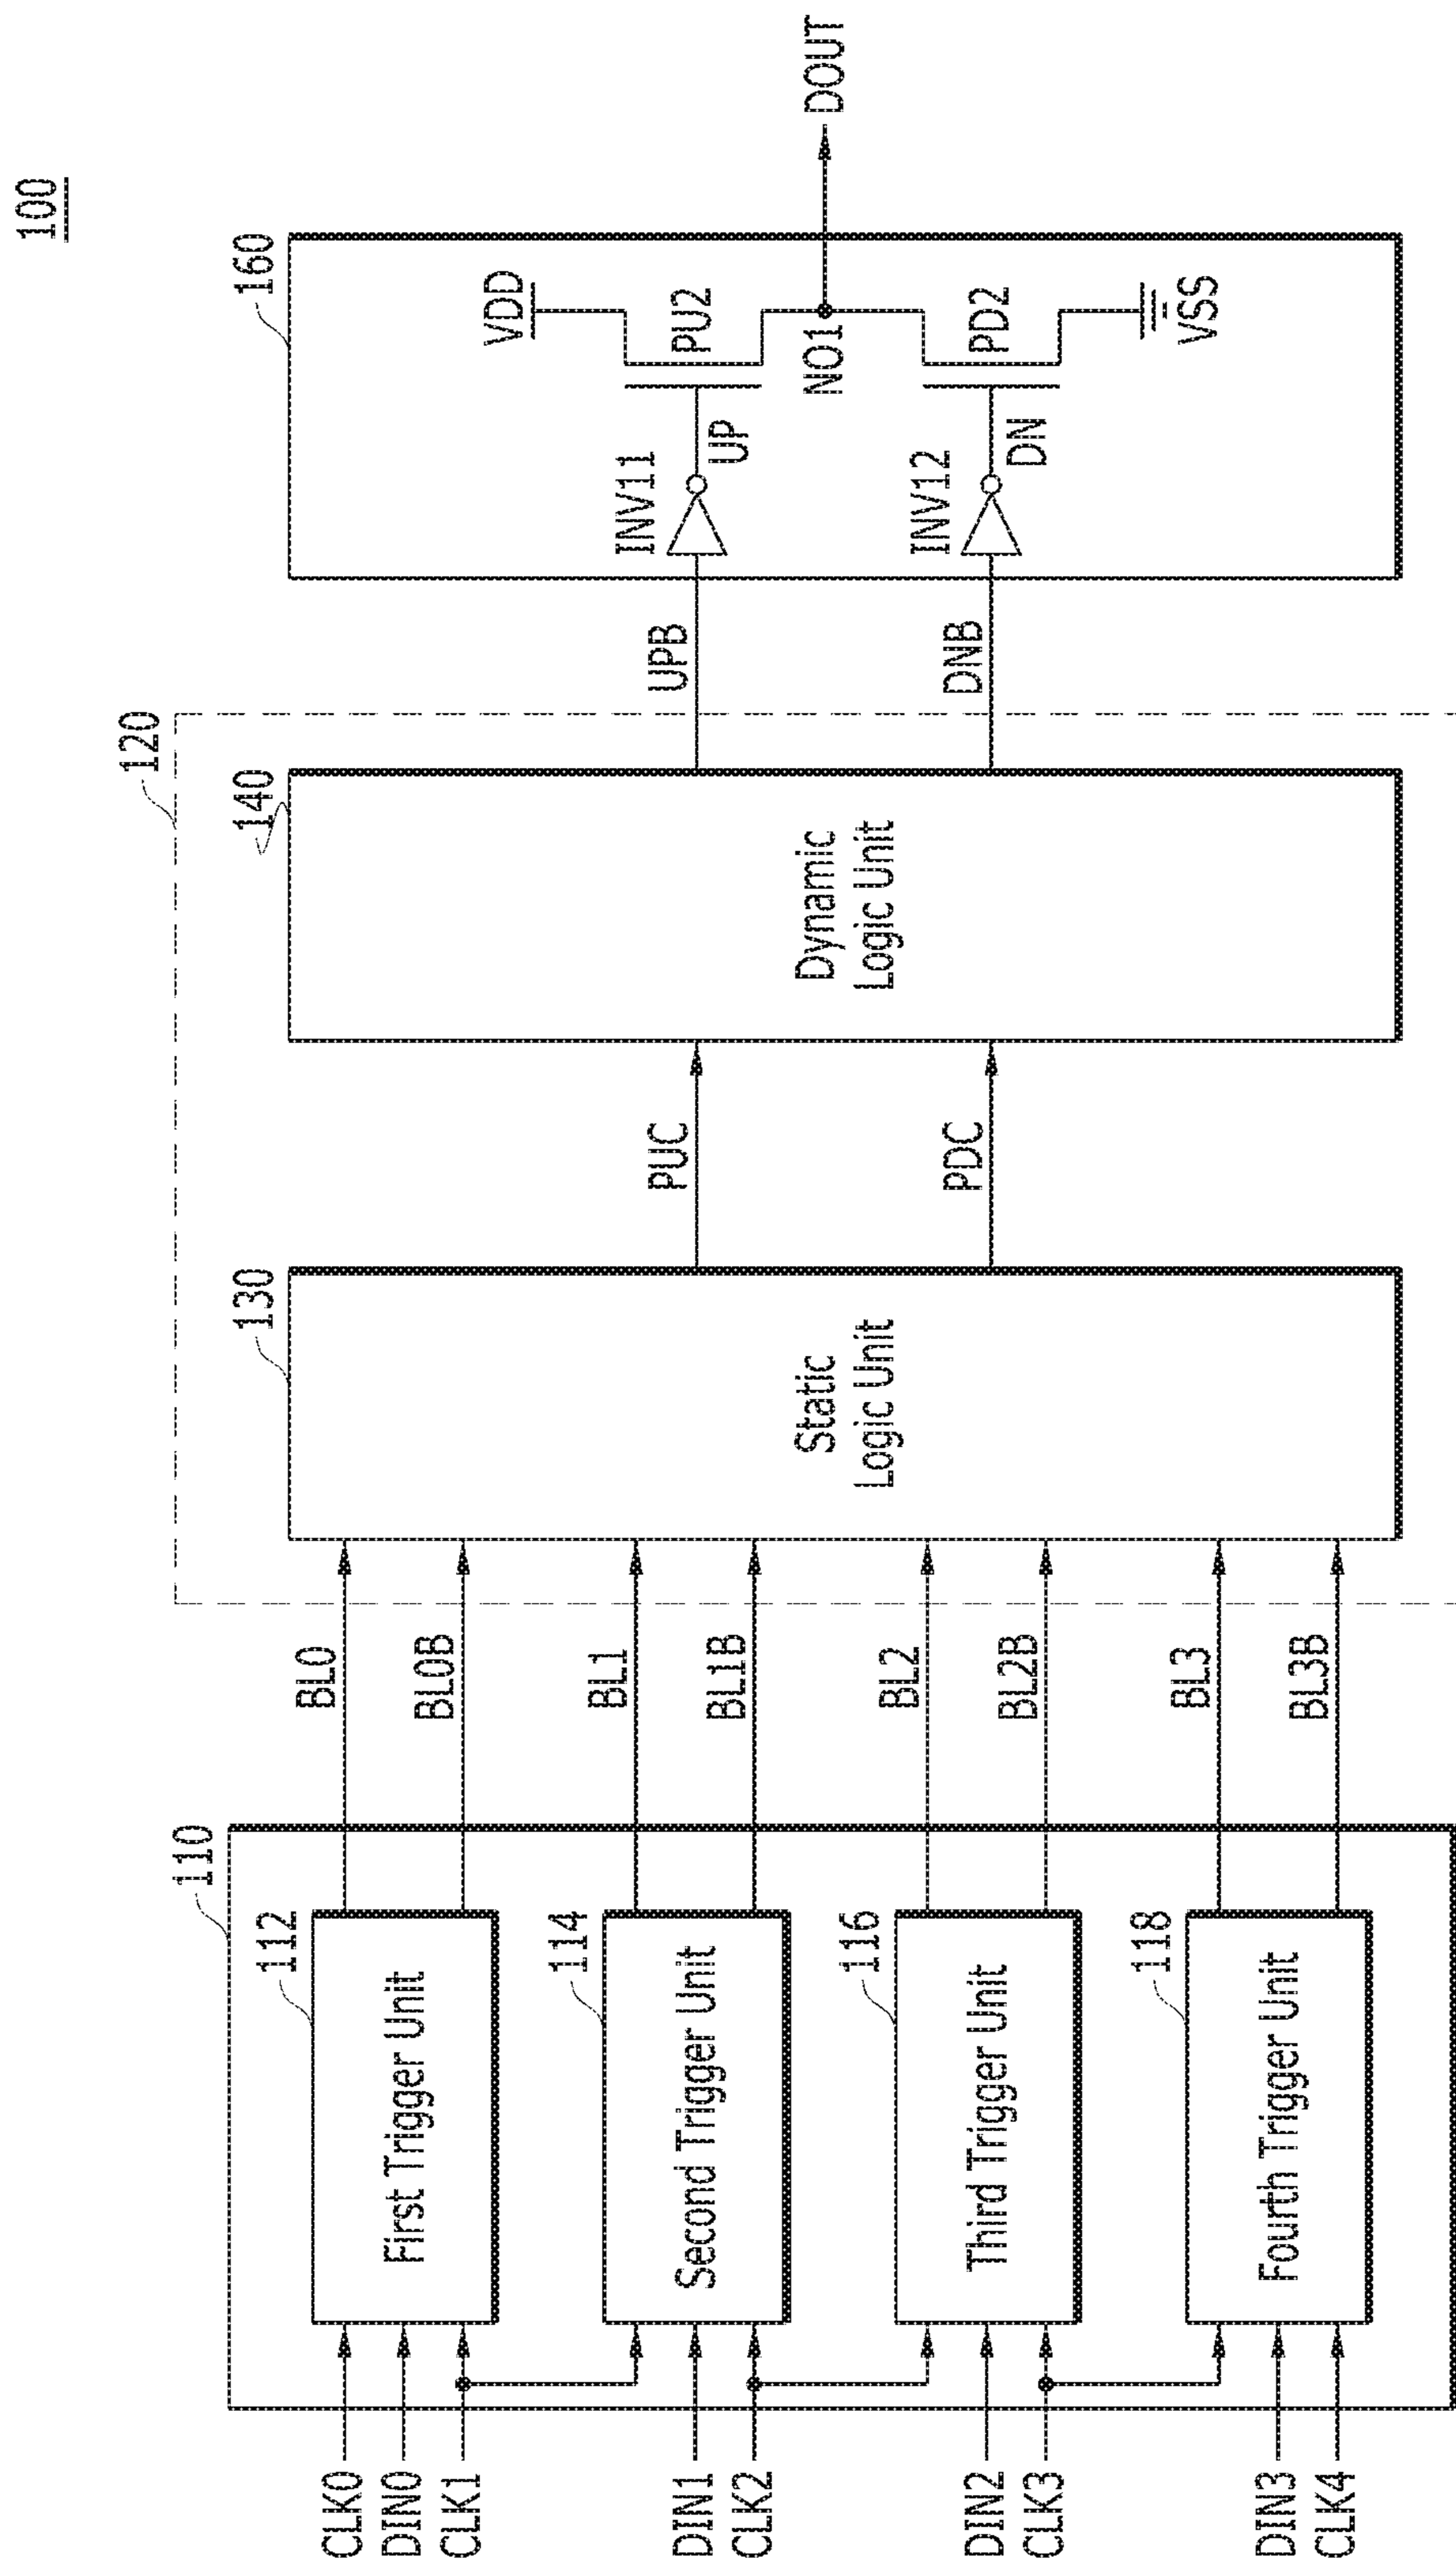 100
110
112
First Trigger Unit
114
Second Trigger Unit
116
Third Trigger Unit
118
Fourth Trigger Unit
CLK0
DIN0
CLK1
DIN1
CLK2
DIN2
CLK3
DIN3
CLK4
BL0
BL0B
BL1
BL1B
BL2
BL2B
BL3
BL3B
120
130
Static
Logic Unit
PUC
PDC
140
Dynamic
Logic Unit
UPB
DNB
160
INV11
UP
INV12
DN
VDD
PU2
NO1
PD2
VSS
DOUT